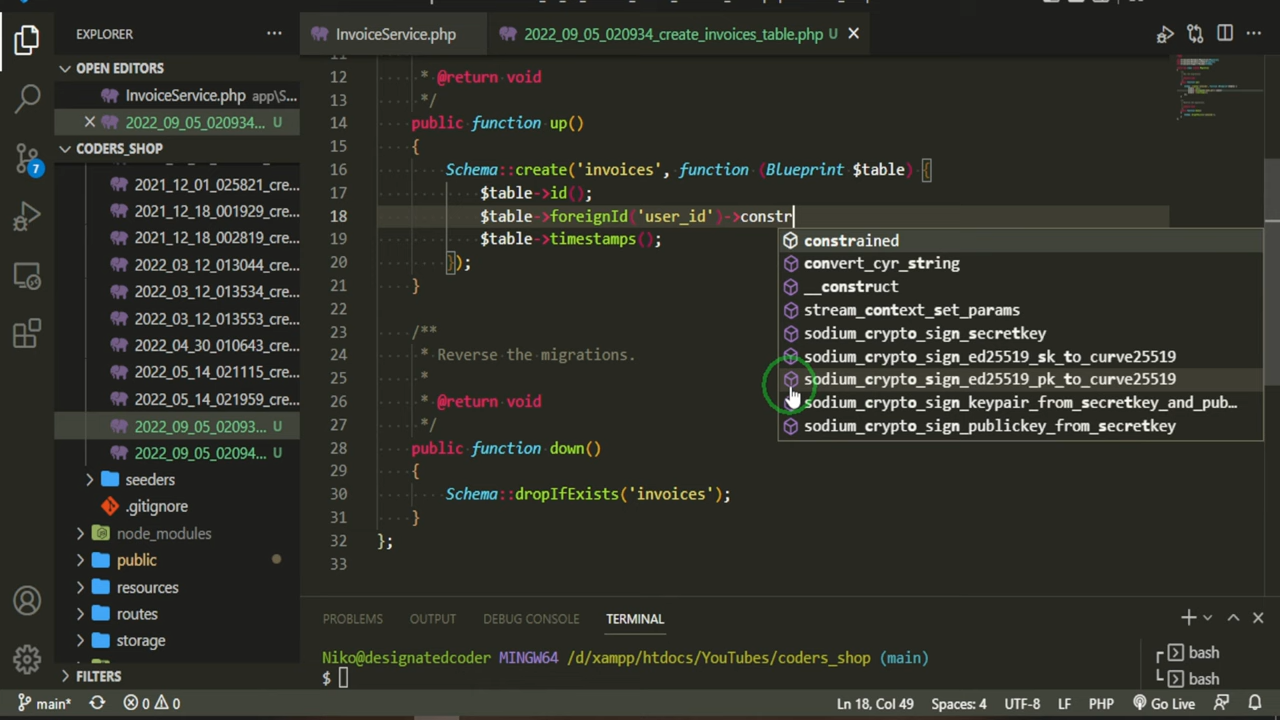 EXPLORER
InvoiceService.php
2022_09_05_020934_create_invoices_table.php U
OPEN EDITORS
InvoiceService.php app\S...
2022_09_05_020934... U
CODERS_SHOP
2021_12_01_025821_cre...
2021_12_18_001929_cre...
2021_12_18_002819_cre...
2022_03_12_013044_cre...
2022_03_12_013534_cre...
2022_03_12_013553_cre...
2022_04_30_010643_cre...
2022_05_14_021115_cre...
2022_05_14_021959_cre...
2022_09_05_02093... U
2022_09_05_02094... U
seeders
.gitignore
node_modules
public
resources
routes
storage
FILTERS
7
12 * @return void
13 */
14 public function up()
15 {
16 Schema::create('invoices', function (Blueprint $table) {
17 $table->id();
18 $table->foreignId('user_id')->constr
19 $table->timestamps();
20 });
21 }
22
23 /**
24 * Reverse the migrations.
25 *
26 * @return void
27 */
28 public function down()
29 {
30 Schema::dropIfExists('invoices');
31 }
32 };
33
constrained
convert_cyr_string
__construct
stream_context_set_params
sodium_crypto_sign_secretkey
sodium_crypto_sign_ed25519_sk_to_curve25519
sodium_crypto_sign_ed25519_pk_to_curve25519
sodium_crypto_sign_keypair_from_secretkey_and_pub...
sodium_crypto_sign_publickey_from_secretkey
PROBLEMS OUTPUT DEBUG CONSOLE TERMINAL
Niko@designatedcoder MINGW64 /d/xampp/htdocs/YouTubes/coders_shop (main)
$
bash
bash
main* 0 0 Ln 18, Col 49 Spaces: 4 UTF-8 LF PHP Go Live